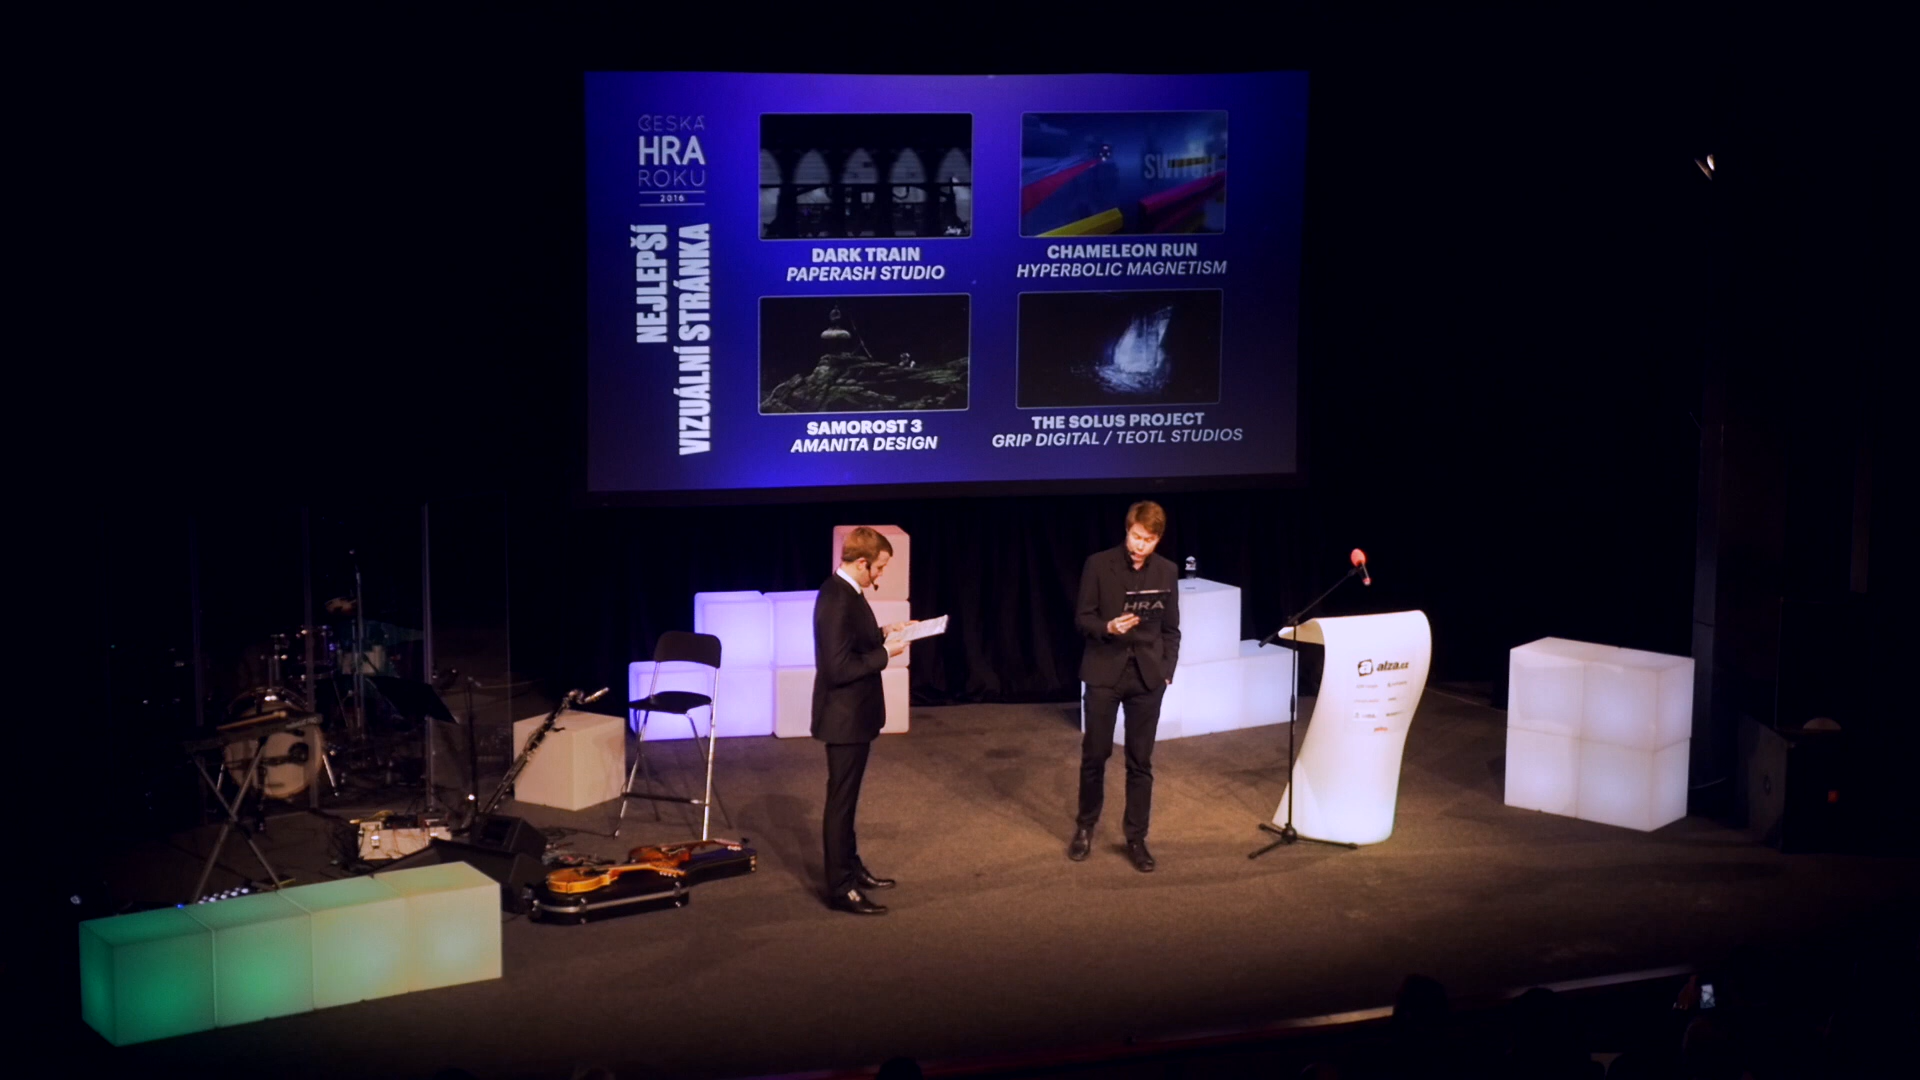 ČESKÁ
HRA
ROKU
2016
NEJLEPŠÍ
VIZUÁLNÍ STRÁNKA
DARK TRAIN
PAPERASH STUDIO
SWITCH
CHAMELEON RUN
HYPERBOLIC MAGNETISM
SAMOROST 3
AMANITA DESIGN
THE SOLUS PROJECT
GRIP DIGITAL / TEOTL STUDIOS
HRA
alza.cz